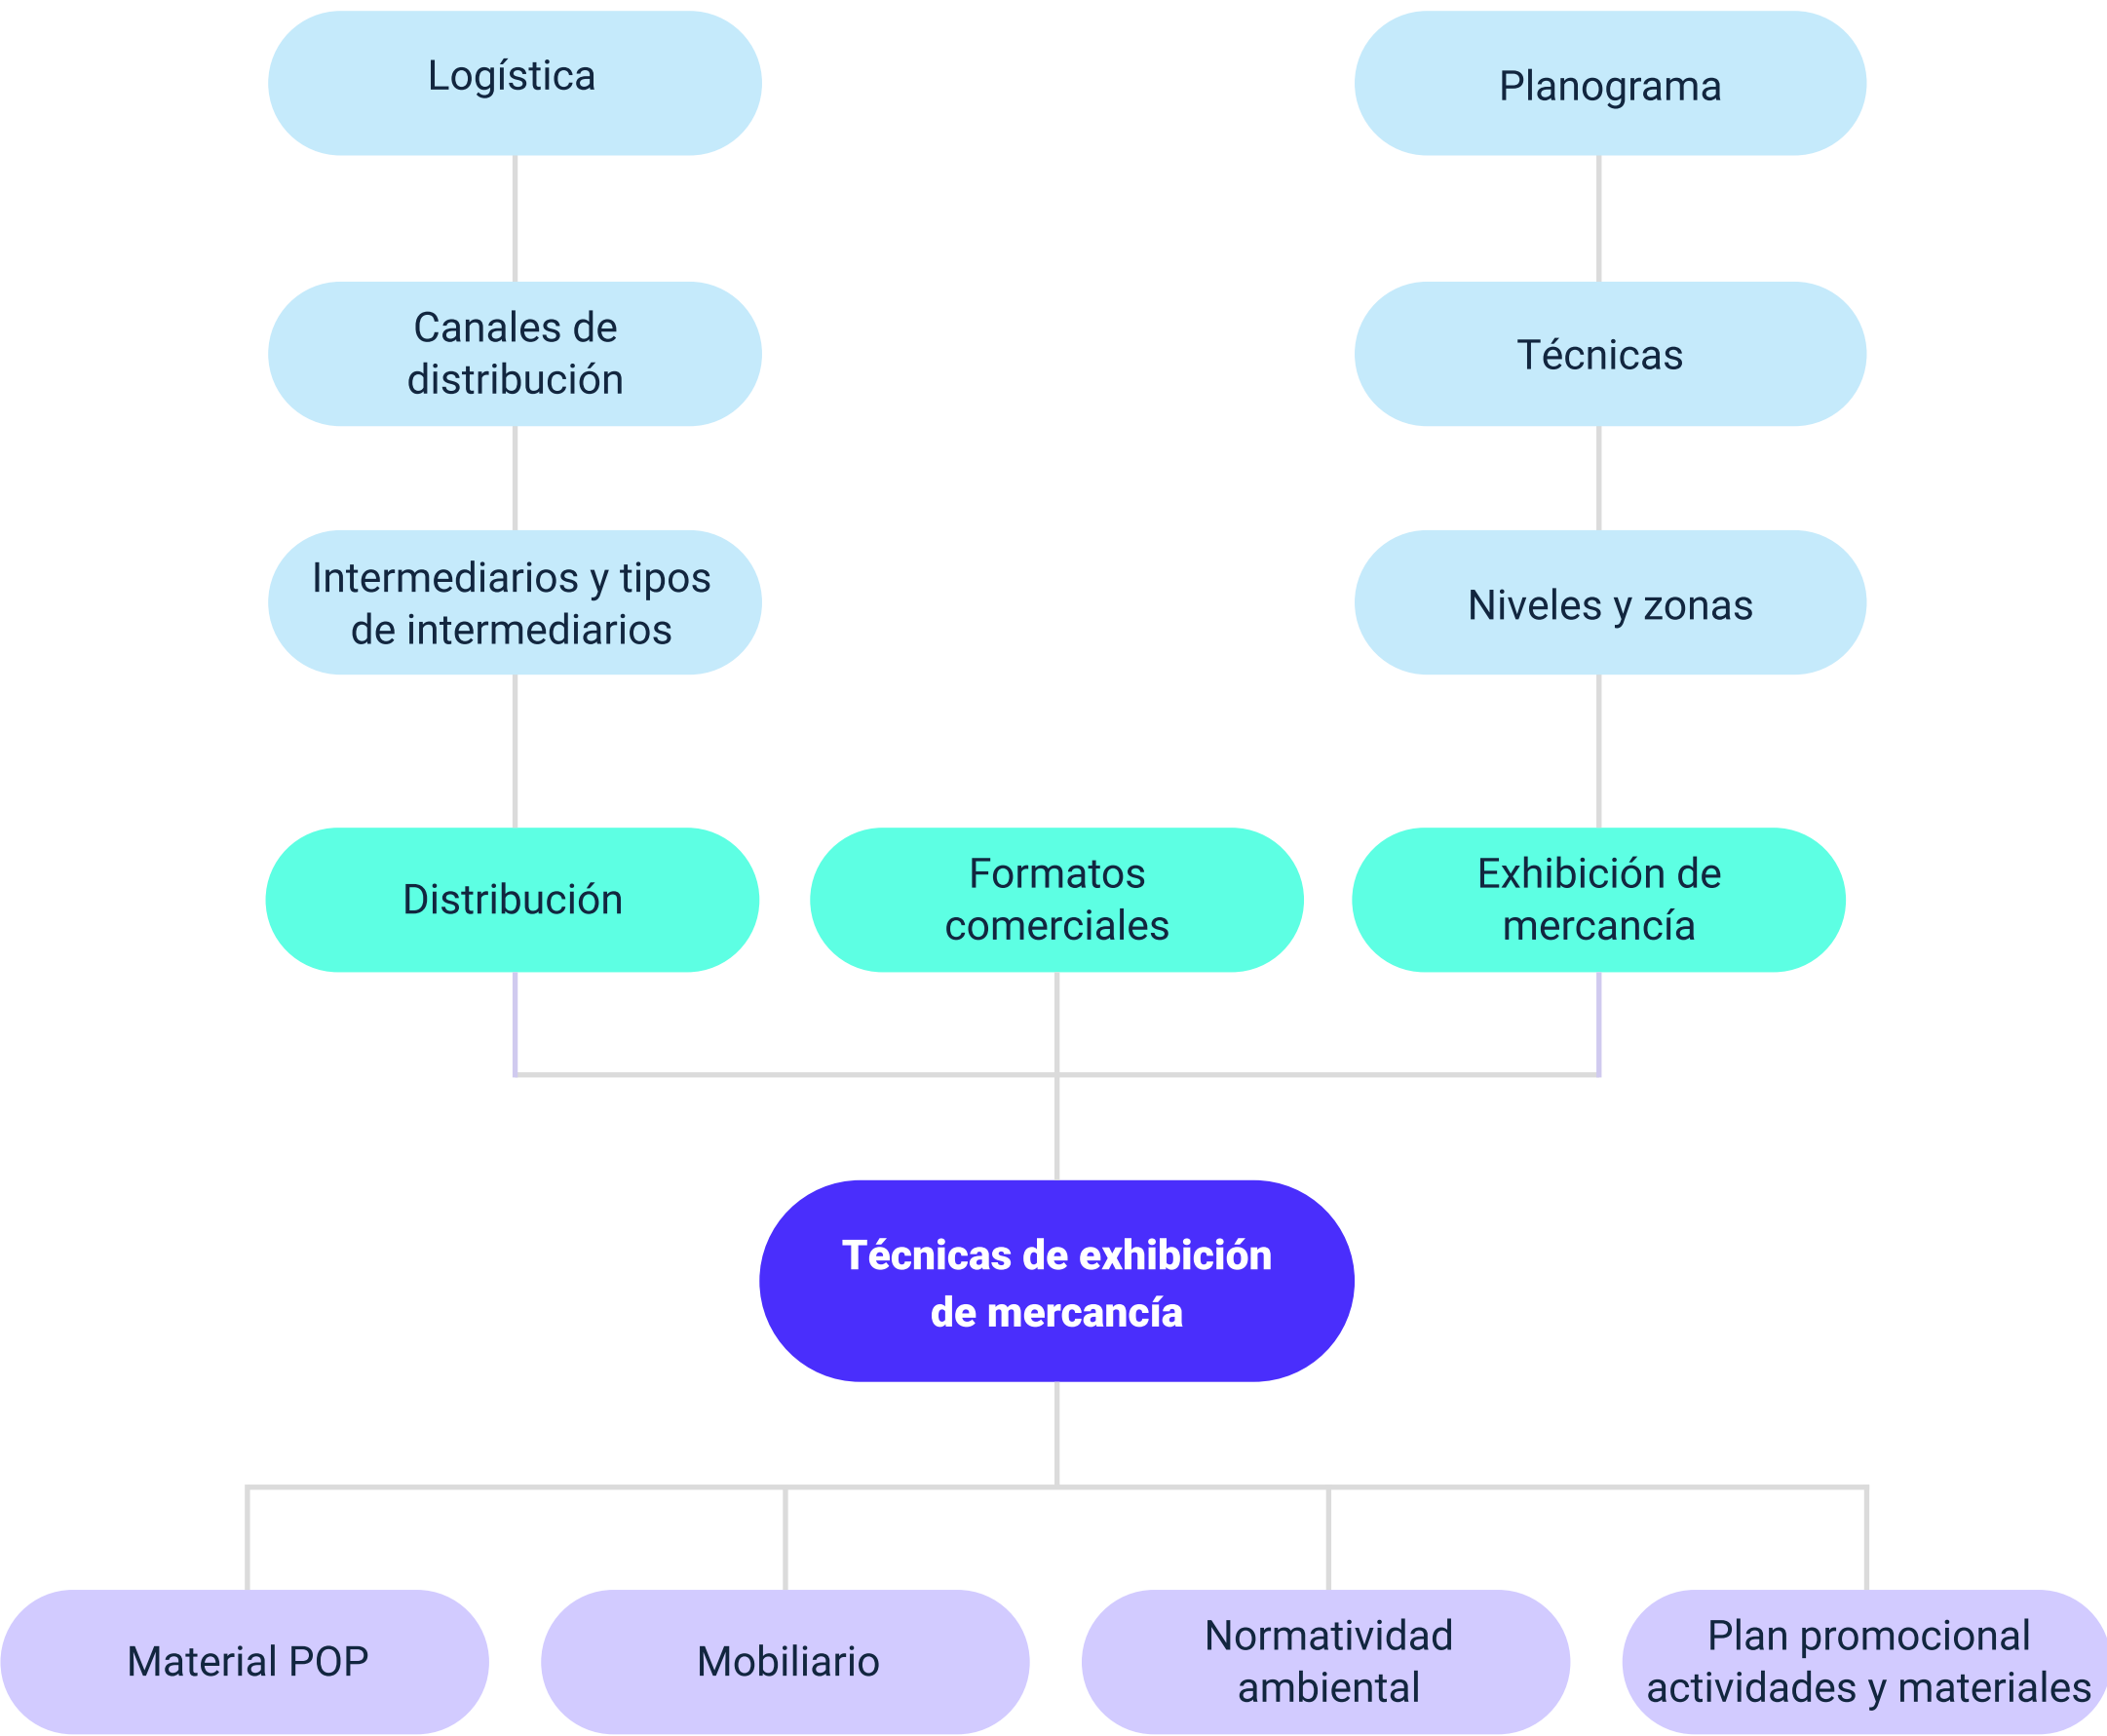 Logística
Planograma
Canales de
distribución
Técnicas
Intermediarios y tipos
de intermediarios
Niveles y zonas
Distribución
Formatos
comerciales
Exhibición de
mercancía
Técnicas de exhibición
de mercancía
Material POP
Mobiliario
Normatividad
ambiental
Plan promocional
actividades y materiales